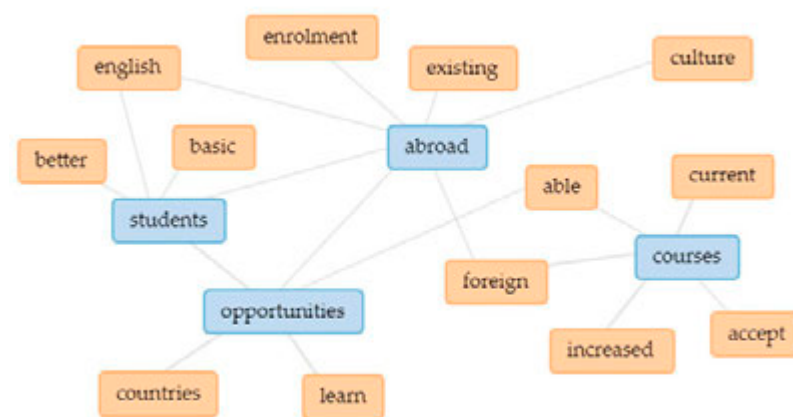 enrolment
english
existing
culture
abroad
basic
better
able
current
students
courses
foreign
opportunities
increased
accept
countries
learn